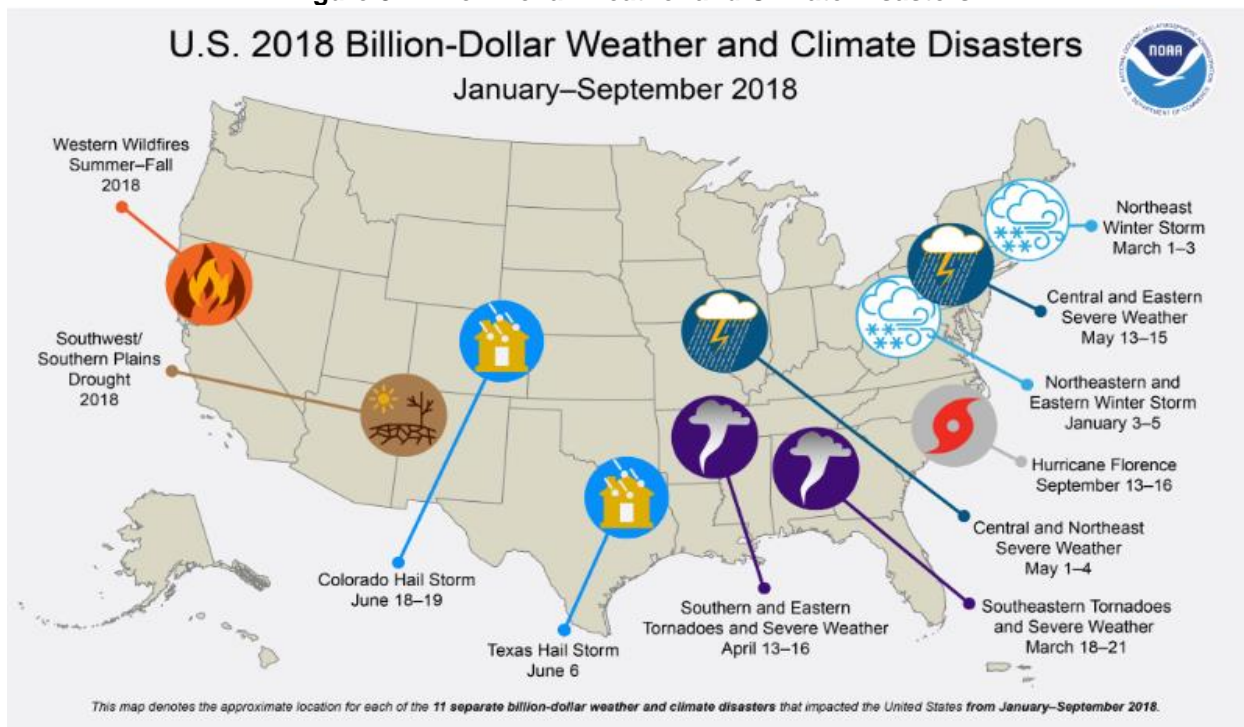 U.S. 2018 Billion-Dollar Weather and Climate Disasters
January–September 2018
NOAA
Western Wildfires
Summer–Fall
2018
Southwest/
Southern Plains
Drought
2018
Colorado Hail Storm
June 18–19
Texas Hail Storm
June 6
Southern and Eastern
Tornadoes and Severe Weather
April 13–16
Southeastern Tornadoes
and Severe Weather
March 18–21
Central and Northeast
Severe Weather
May 1–4
Hurricane Florence
September 13–16
Northeastern and
Eastern Winter Storm
January 3–5
Central and Eastern
Severe Weather
May 13–15
Northeast
Winter Storm
March 1–3
This map denotes the approximate location for each of the 11 separate billion-dollar weather and climate disasters that impacted the United States from January–September 2018.